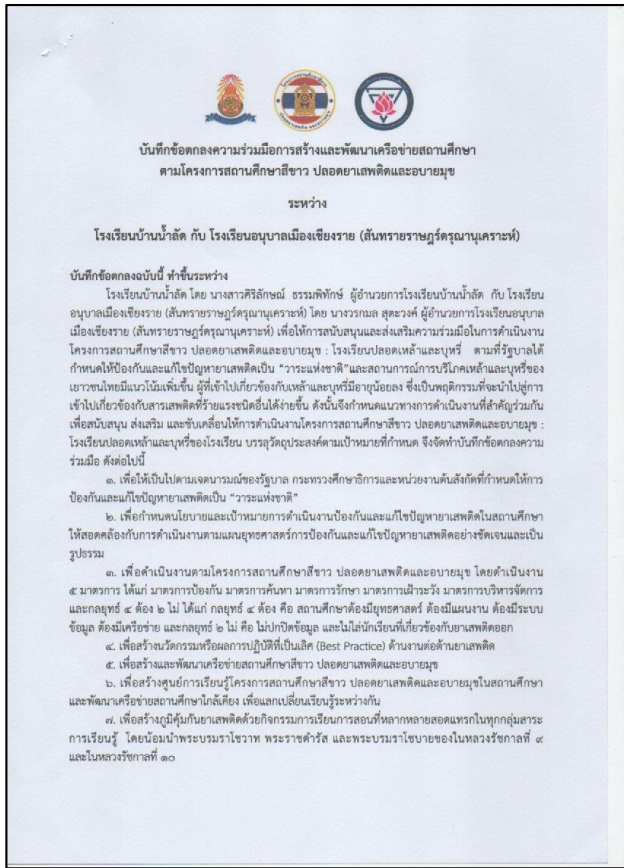 บันทึกข้อตกลงความร่วมมือการสร้างและพัฒนาเครือข่ายสถานศึกษา
ตามโครงการสถานศึกษาสีขาว ปลอดยาเสพติดและอบายมุข
ระหว่าง
โรงเรียนบ้านน้ำลัด กับ โรงเรียนอนุบาลเมืองเชียงราย (สันทรายราษฎร์ดรุณานุเคราะห์)
บันทึกข้อตกลงฉบับนี้ ทำขึ้นระหว่าง
โรงเรียนบ้านน้ำลัด โดย นางสาวศิริลักษณ์ ธรรมพิทักษ์ ผู้อำนวยการโรงเรียนบ้านน้ำลัด กับ โรงเรียน
อนุบาลเมืองเชียงราย (สันทรายราษฎร์ดรุณานุเคราะห์) โดย นางวรกมล สุตะวงค์ ผู้อำนวยการโรงเรียนอนุบาล
เมืองเชียงราย (สันทรายราษฎร์ดรุณานุเคราะห์) เพื่อให้การสนับสนุนและส่งเสริมความร่วมมือในการดำเนินงาน
โครงการสถานศึกษาสีขาว ปลอดยาเสพติดและอบายมุข : โรงเรียนปลอดเหล้าและบุหรี่ ตามที่รัฐบาลได้
กำหนดให้ป้องกันและแก้ไขปัญหายาเสพติดเป็น “วาระแห่งชาติ”และสถานการณ์การบริโภคเหล้าและบุหรี่ของ
เยาวชนไทยมีแนวโน้มเพิ่มขึ้น ผู้ที่เข้าไปเกี่ยวข้องกับเหล้าและบุหรี่มีอายุน้อยลง ซึ่งเป็นพฤติกรรมที่จะนำไปสู่การ
เข้าไปเกี่ยวข้องกับสารเสพติดที่ร้ายแรงชนิดอื่นได้ง่ายขึ้น ดังนั้นจึงกำหนดแนวทางการดำเนินงานที่สำคัญร่วมกัน
เพื่อสนับสนุน ส่งเสริม และขับเคลื่อนให้การดำเนินงานโครงการสถานศึกษาสีขาว ปลอดยาเสพติดและอบายมุข :
โรงเรียนปลอดเหล้าและบุหรี่ของโรงเรียน บรรลุวัตถุประสงค์ตามเป้าหมายที่กำหนด จึงจัดทำบันทึกข้อตกลงความ
ร่วมมือ ดังต่อไปนี้
๑. เพื่อให้เป็นไปตามเจตนารมณ์ของรัฐบาล กระทรวงศึกษาธิการและหน่วยงานต้นสังกัดที่กำหนดให้การ
ป้องกันและแก้ไขปัญหายาเสพติดเป็น “วาระแห่งชาติ”
๒. เพื่อกำหนดนโยบายและเป้าหมายการดำเนินงานป้องกันและแก้ไขปัญหายาเสพติดในสถานศึกษา
ให้สอดคล้องกับการดำเนินงานตามแผนยุทธศาสตร์การป้องกันและแก้ไขปัญหายาเสพติดอย่างชัดเจนและเป็น
รูปธรรม
๓. เพื่อดำเนินงานตามโครงการสถานศึกษาสีขาว ปลอดยาเสพติดและอบายมุข โดยดำเนินงาน
๕ มาตรการ ได้แก่ มาตรการป้องกัน มาตรการค้นหา มาตรการรักษา มาตรการเฝ้าระวัง มาตรการบริหารจัดการ
และกลยุทธ์ ๔ ต้อง ๒ ไม่ ได้แก่ กลยุทธ์ ๔ ต้อง คือ สถานศึกษาต้องมียุทธศาสตร์ ต้องมีแผนงาน ต้องมีระบบ
ข้อมูล ต้องมีเครือข่าย และกลยุทธ์ ๒ ไม่ คือ ไม่ปกปิดข้อมูล และไม่ไล่นักเรียนที่เกี่ยวข้องกับยาเสพติดออก
๔. เพื่อสร้างนวัตกรรมหรือผลการปฏิบัติที่เป็นเลิศ (Best Practice) ด้านงานต่อต้านยาเสพติด
๕. เพื่อสร้างและพัฒนาเครือข่ายสถานศึกษาสีขาว ปลอดยาเสพติดและอบายมุข
๖. เพื่อสร้างศูนย์การเรียนรู้โครงการสถานศึกษาสีขาว ปลอดยาเสพติดและอบายมุขในสถานศึกษา
และพัฒนาเครือข่ายสถานศึกษาใกล้เคียง เพื่อแลกเปลี่ยนเรียนรู้ระหว่างกัน
๗. เพื่อสร้างภูมิคุ้มกันยาเสพติดด้วยกิจกรรมการเรียนการสอนที่หลากหลายสอดแทรกในทุกกลุ่มสาระ
การเรียนรู้ โดยน้อมนำพระบรมราโชวาท พระราชดำรัส และพระบรมราโชบายของในหลวงรัชกาลที่ ๙
และในหลวงรัชกาลที่ ๑๐